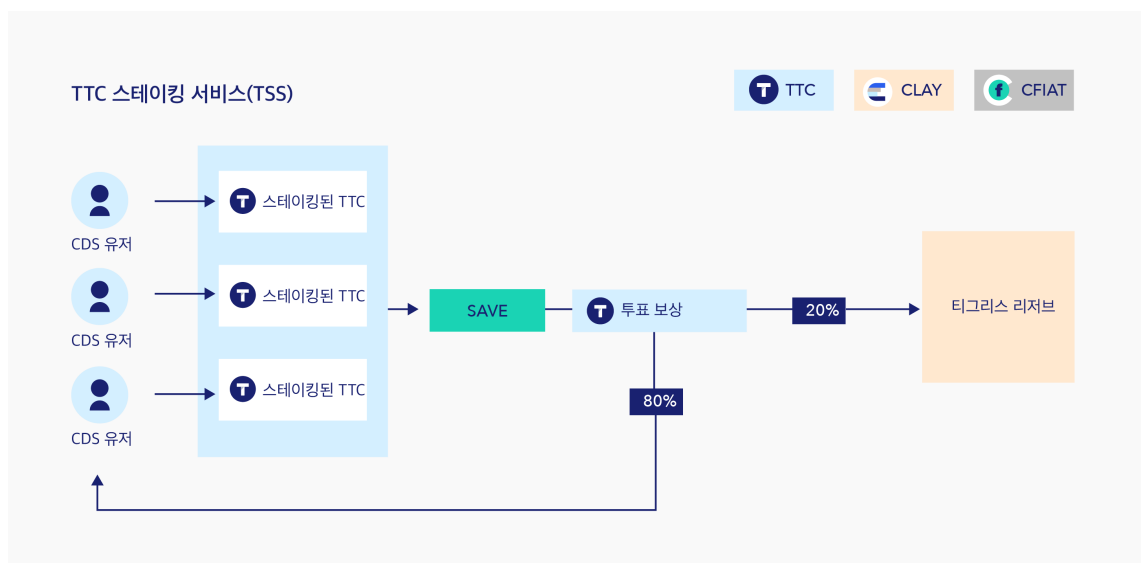 TTC 스테이킹 서비스(TSS)
TTC
CLAY
CFIAT
CDS 유저
스테이킹된 TTC
CDS 유저
스테이킹된 TTC
CDS 유저
스테이킹된 TTC
SAVE
투표 보상
20%
티그리스 리저브
80%